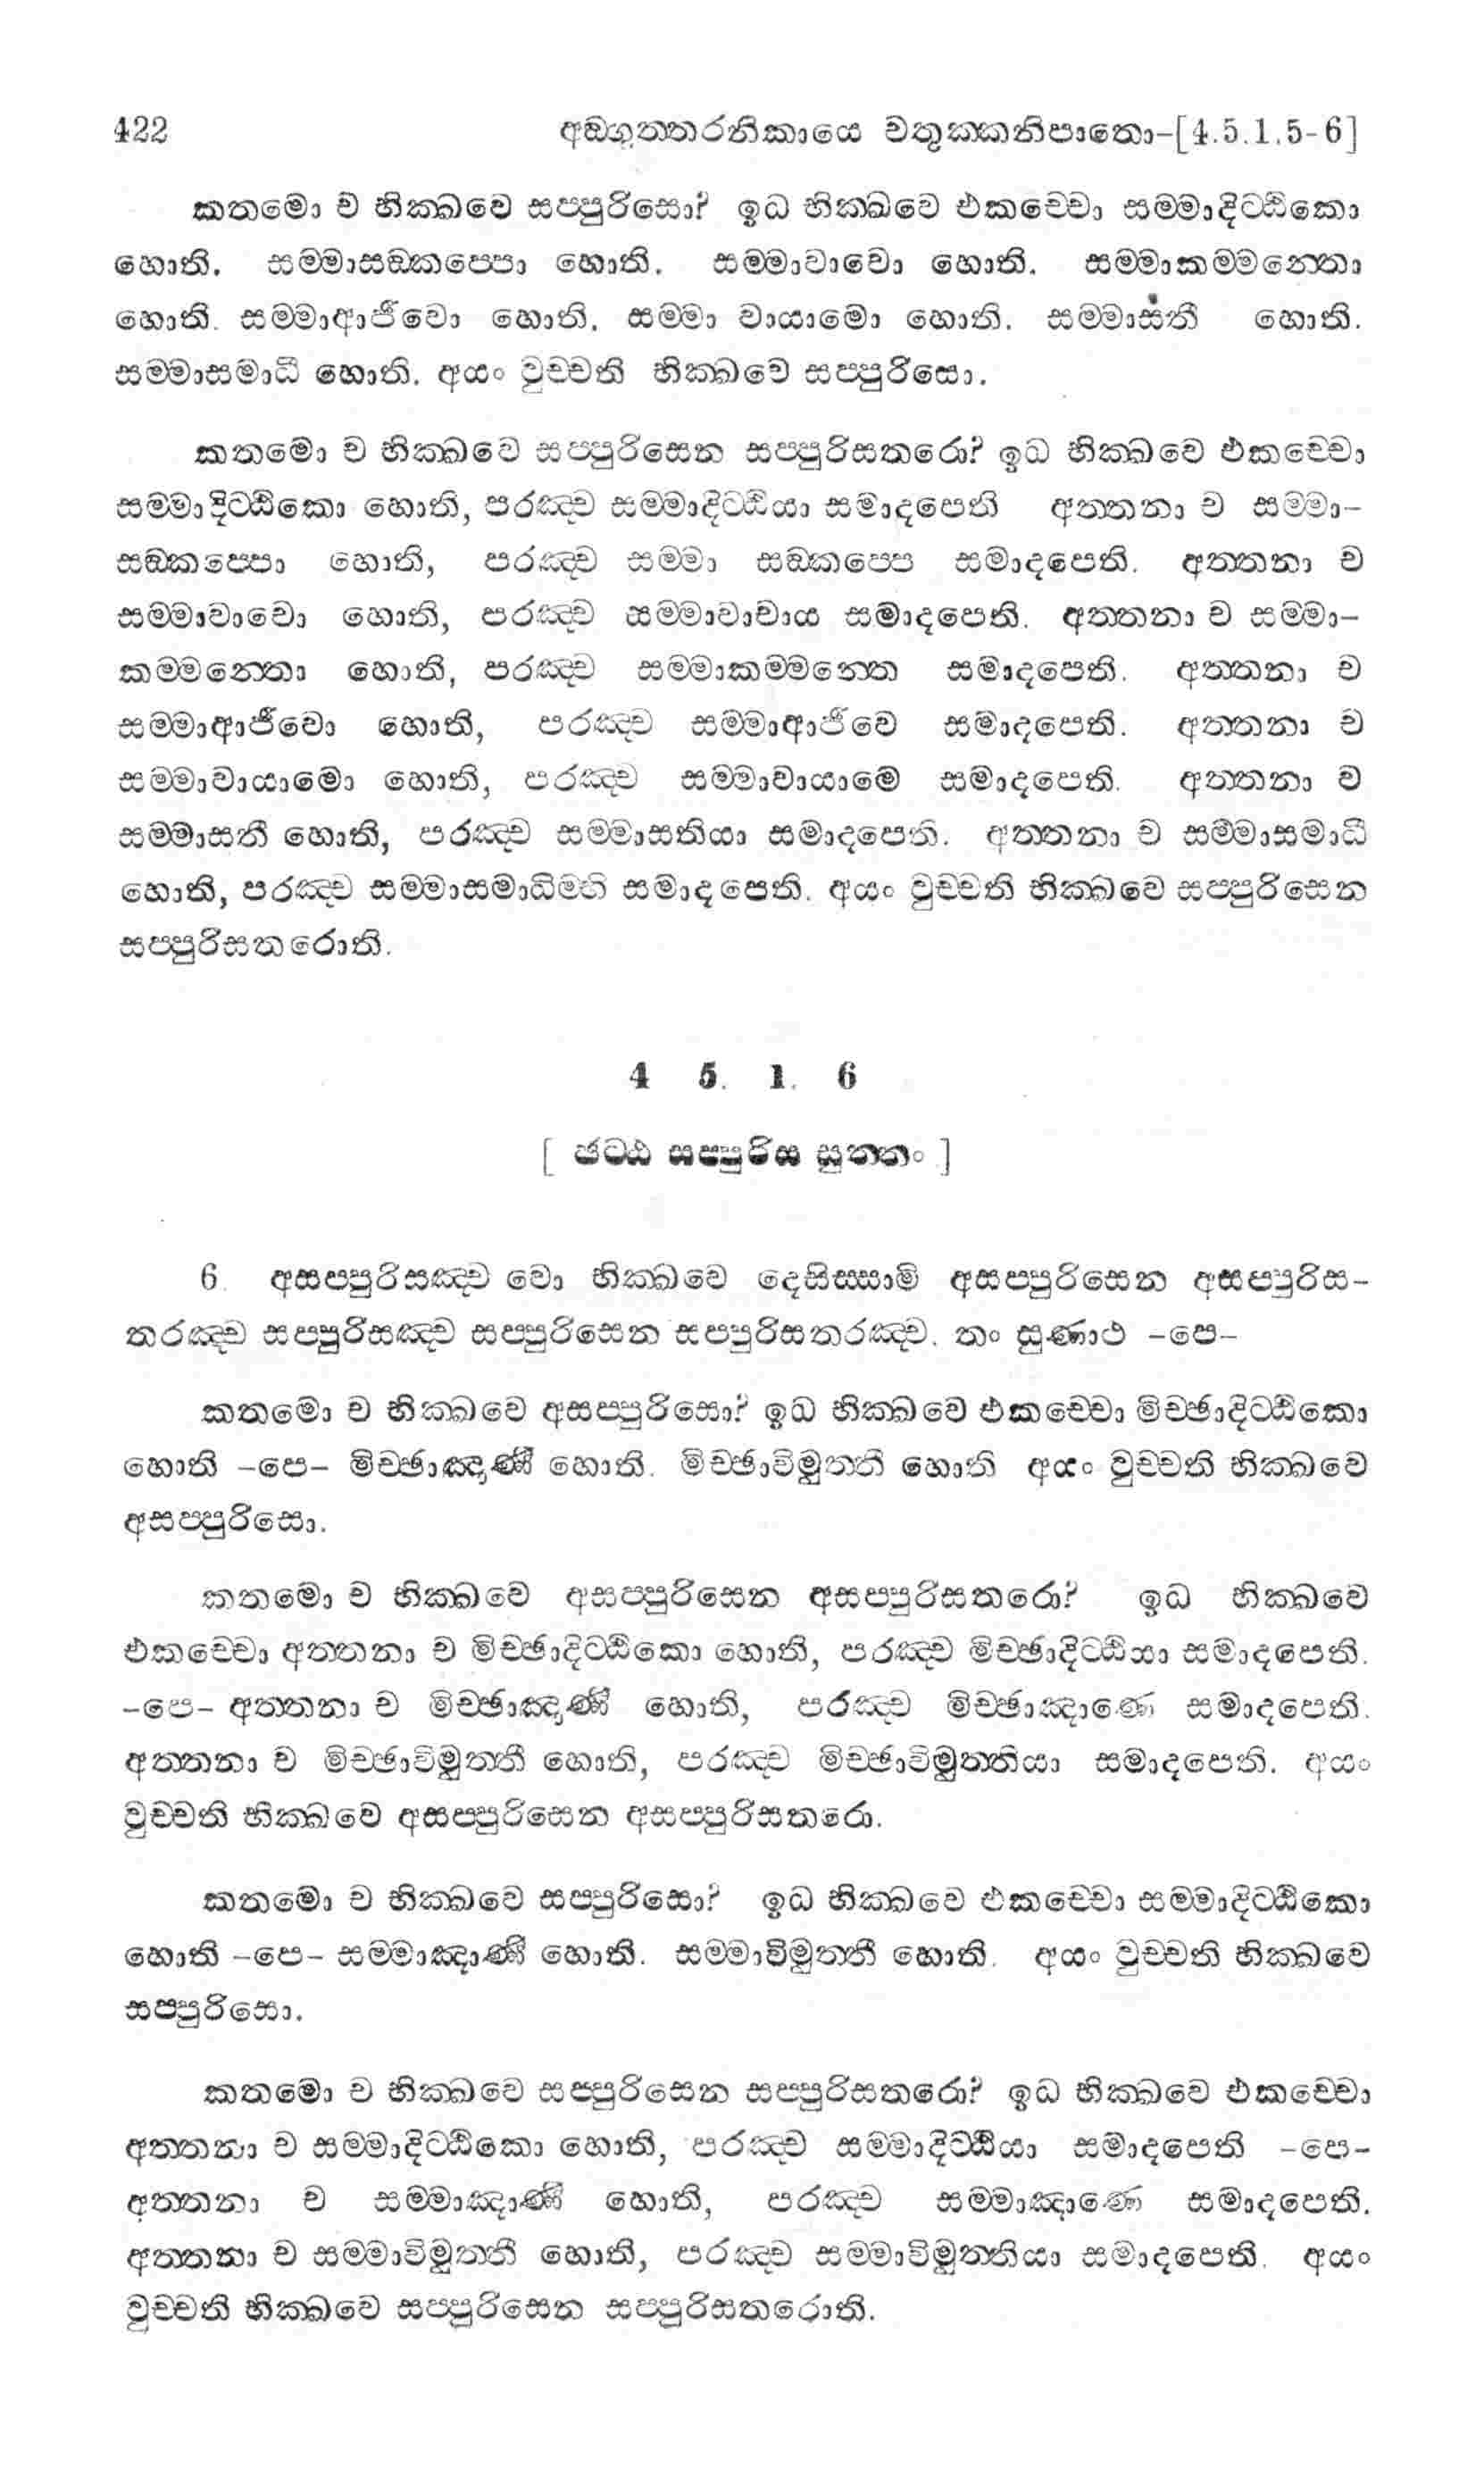 422 අඞ්ගුත්තරනිකායෙ චතුක්කනිපාතො-[4.5.1.5-6]
කතමො ච භික්ඛවෙ සප්පුරිසො? ඉධ භික්ඛවෙ එකච්චො සම්මාදිට්ඨිකො
හොති. සම්මාසඞ්කප්පො හොති. සම්මාවාචො හොති. සම්මාකම්මන්තො
හොති. සම්මාආජීවො හොති. සම්මා වායාමො හොති. සම්මාසතී හොති.
සම්මාසමාධී හොති. අයං වුච්චති භික්ඛවෙ සප්පුරිසො.
කතමො ච භික්ඛවෙ සප්පුරිසෙන සප්පුරිසතරො? ඉධ භික්ඛවෙ එකච්චො
සම්මාදිට්ඨිකො හොති, පරඤ්ච සම්මාදිට්ඨියා සමාදපෙති අත්තනා ච සම්මා-
සඞ්කප්පො හොති, පරඤ්ච සම්මා සඞ්කප්පෙ සමාදපෙති. අත්තනා ච
සම්මාවාචො හොති, පරඤ්ච සම්මාවාචාය සමාදපෙති. අත්තනා ච සම්මා-
කම්මන්තො හොති, පරඤ්ච සම්මාකම්මන්තෙ සමාදපෙති. අත්තනා ච
සම්මාආජීවො හොති, පරඤ්ච සම්මාආජීවෙ සමාදපෙති. අත්තනා ච
සම්මාවායාමො හොති, පරඤ්ච සම්මාවායාමෙ සමාදපෙති. අත්තනා ච
සම්මාසතී හොති, පරඤ්ච සම්මාසතියා සමාදපෙති. අත්තනා ච සම්මාසමාධී
හොති, පරඤ්ච සම්මාසමාධිම්හි සමාදපෙති. අයං වුච්චති භික්ඛවෙ සප්පුරිසෙන
සප්පුරිසතරොති.
4 5. 1. 6
[ ඡට්ඨ සප්පුරිස සුත්තං ]
6. අසප්පුරිසඤ්ච වො භික්ඛවෙ දෙසිස්සාමි අසප්පුරිසෙන අසප්පුරිස-
තරඤ්ච සප්පුරිසඤ්ච සප්පුරිසෙන සප්පුරිසතරඤ්ච. තං සුණාථ -පෙ-
කතමො ච භික්ඛවෙ අසප්පුරිසො? ඉධ භික්ඛවෙ එකච්චො මිච්ඡාදිට්ඨිකො
හොති -පෙ- මිච්ඡාඤාණී හොති. මිච්ඡාවිමුත්තී හොති අයං වුච්චති භික්ඛවෙ
අසප්පුරිසො.
කතමො ච භික්ඛවෙ අසප්පුරිසෙන අසප්පුරිසතරො? ඉධ භික්ඛවෙ
එකච්චො අත්තනා ච මිච්ඡාදිට්ඨිකො හොති, පරඤ්ච මිච්ඡාදිට්ඨියා සමාදපෙති.
-පෙ- අත්තනා ච මිච්ඡාඤාණී හොති, පරඤ්ච මිච්ඡාඤාණෙ සමාදපෙති.
අත්තනා ච මිච්ඡාවිමුත්තී හොති, පරඤ්ච මිච්ඡාවිමුත්තියා සමාදපෙති. අයං
වුච්චති භික්ඛවෙ අසප්පුරිසෙන අසප්පුරිසතරො.
කතමො ච භික්ඛවෙ සප්පුරිසො? ඉධ භික්ඛවෙ එකච්චො සම්මාදිට්ඨිකො
හොති -පෙ- සම්මාඤාණී හොති. සම්මාවිමුත්තී හොති. අයං වුච්චති භික්ඛවෙ
සප්පුරිසො.
කතමො ච භික්ඛවෙ සප්පුරිසෙන සප්පුරිසතරො? ඉධ භික්ඛවෙ එකච්චො
අත්තනා ච සම්මාදිට්ඨිකො හොති, පරඤ්ච සම්මාදිට්ඨියා සමාදපෙති -පෙ-
අත්තනා ච සම්මාඤාණී හොති, පරඤ්ච සම්මාඤාණෙ සමාදපෙති.
අත්තනා ච සම්මාවිමුත්තී හොති, පරඤ්ච සම්මාවිමුත්තියා සමාදපෙති. අයං
වුච්චති භික්ඛවෙ සප්පුරිසෙන සප්පුරිසතරොති.